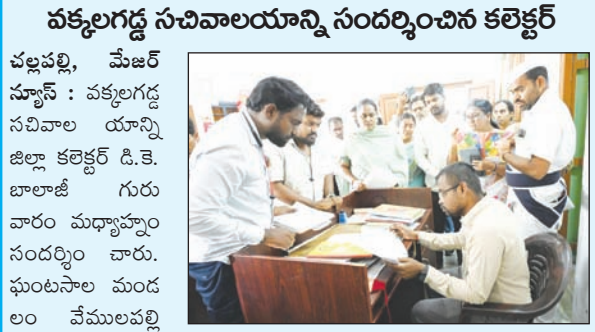 వక్కలగడ్డ సచివాలయాన్ని సందర్శించిన కలెక్టర్
చల్లపల్లి, మేజర్
న్యూస్ : వక్కలగడ్డ
సచివాల యాన్ని
జిల్లా కలెక్టర్ డి.కె.
బాలాజీ గురు
వారం మధ్యాహ్నం
సందర్శిం చారు.
ఘంటసాల మండ
లం వేములపల్లి